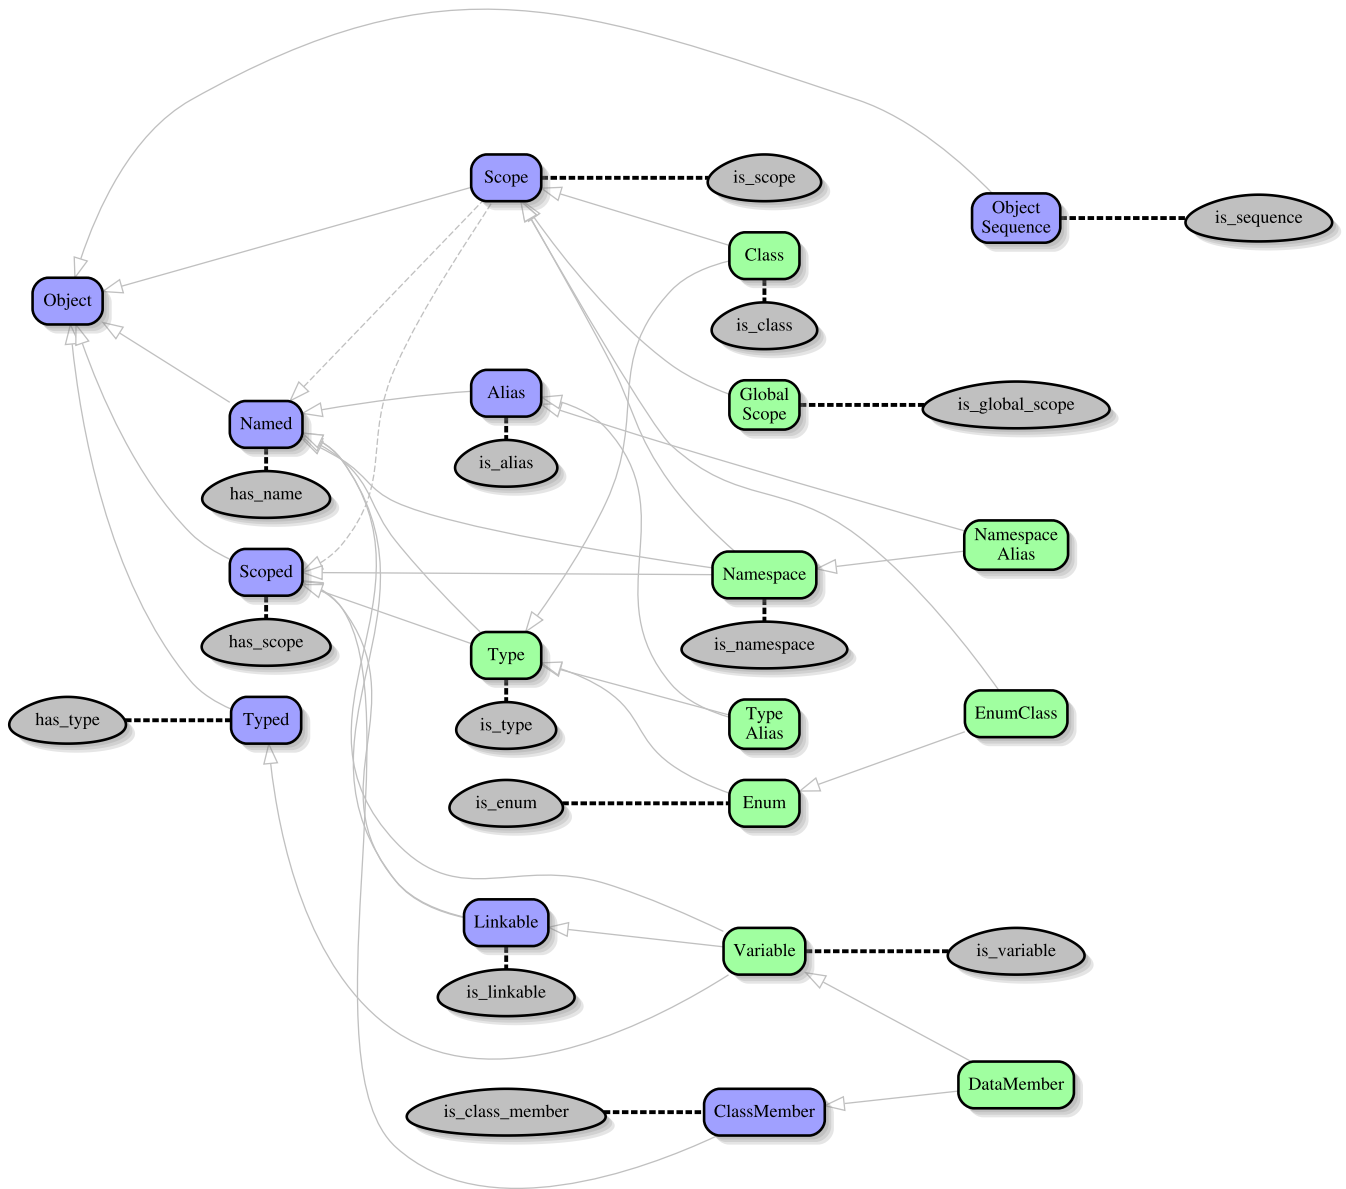 Scope
is_scope
Object
Sequence
is_sequence
Class
Object
is_class
Alias
Global
Scope
is_global_scope
Named
is_alias
has_name
Namespace
Alias
Scoped
Namespace
has_scope
is_namespace
Type
has_type
Typed
is_type
Type
Alias
EnumClass
is_enum
Enum
Linkable
Variable
is_variable
is_linkable
DataMember
is_class_member
ClassMember